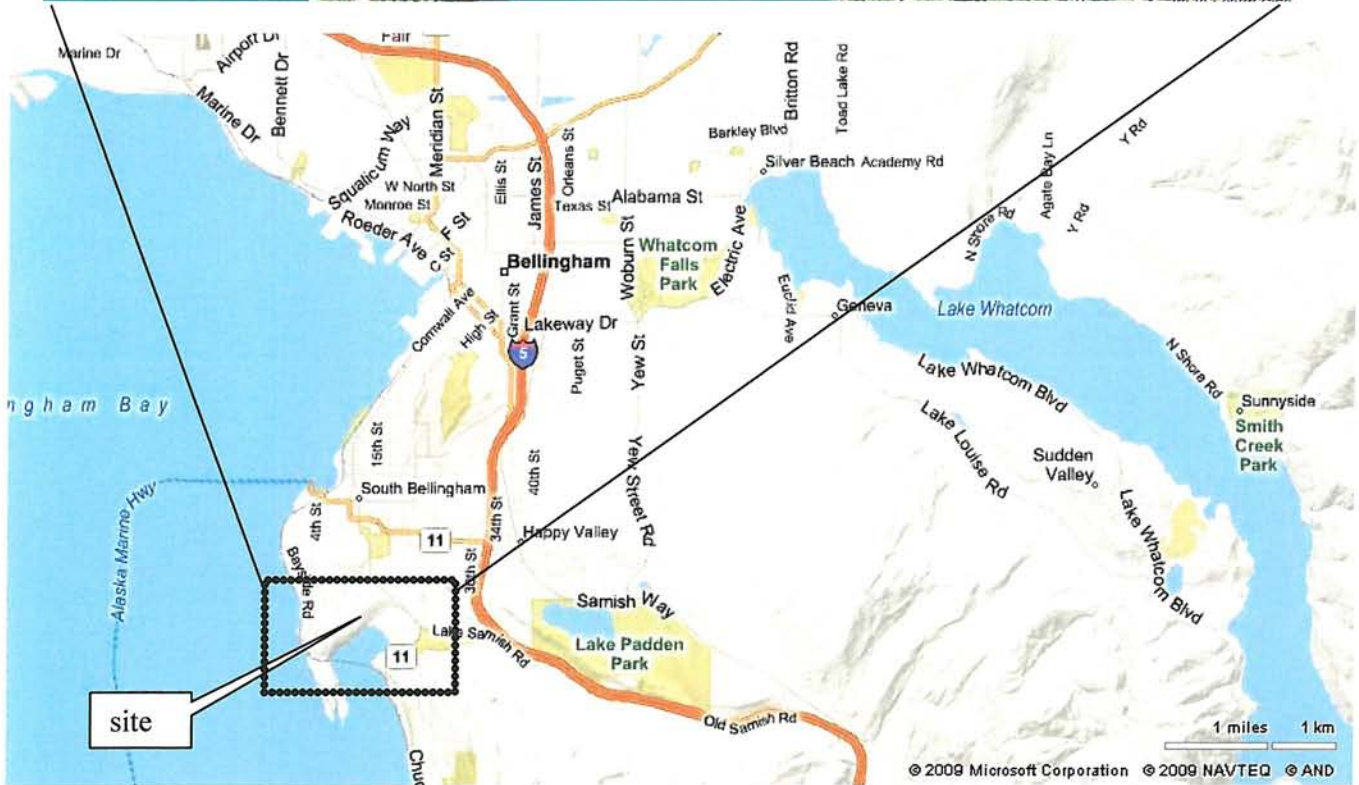 Fair
Marine Dr
Airport Dr
Bennett Dr
Marine Dr
Squalicum Way
Meridian St
W North St
Monroe St
Roeder Ave
F St
C St
Ellis St
James St
Orleans St
Texas St
Alabama St
Woburn St
Britton Rd
Toad Lake Rd
Barkley Blvd
Silver Beach
Academy Rd
Agate Bay Ln
Y Rd
Y Rd
N Shore Rd
Bellingham
Whatcom
Falls
Park
Electric Ave
Euclid Ave
Geneva
Lake Whatcom
Cornwall Ave
High St
Grant St
Lakeway Dr
5
Puget St
Yew St
ngham Bay
Lake Whatcom Blvd
N Shore Rd
Sunnyside
Smith
Creek
Park
Lake Louise Rd
Sudden
Valley
Lake Whatcom Blvd
15th St
South Bellingham
40th St
Yew Street Rd
Alaska Marine Hwy
4th St
11
34th St
Happy Valley
Bayside Rd
Samish Way
Lake Samish Rd
11
Lake Padden
Park
site
Old Samish Rd
Chuc
1 miles 1 km
© 2009 Microsoft Corporation © 2009 NAVTEQ © AND